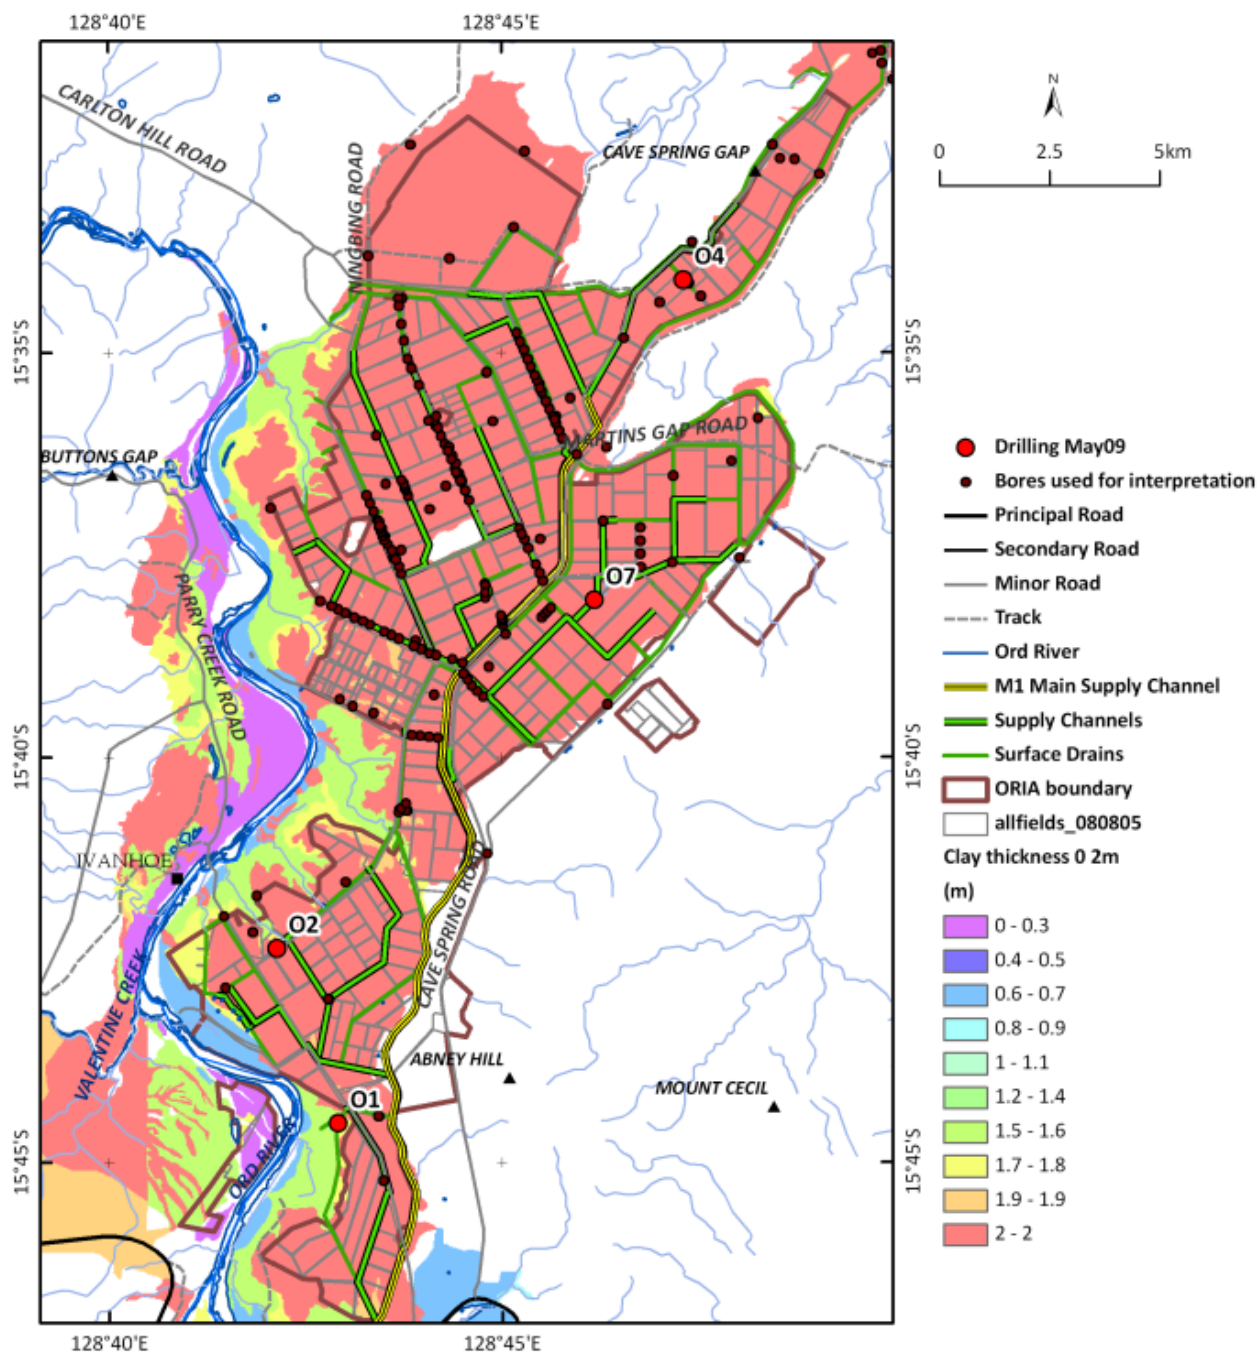 128°40'E
128°45'E
CARLTON HILL ROAD
NINGBING ROAD
CAVE SPRING GAP
O4
15°35'S
15°35'S
MARTINS GAP ROAD
BUTTONS GAP
O7
PARRY CREEK ROAD
15°40'S
15°40'S
IVANHOE
CAVE SPRING ROAD
O2
VALENTINE CREEK
ABNEY HILL
MOUNT CECIL
O1
ORD RIVER
15°45'S
15°45'S
128°40'E
128°45'E
N
0 2.5 5km
Drilling May09
Bores used for interpretation
Principal Road
Secondary Road
Minor Road
Track
Ord River
M1 Main Supply Channel
Supply Channels
Surface Drains
ORIA boundary
allfields_080805
Clay thickness 0 2m
(m)
0 - 0.3
0.4 - 0.5
0.6 - 0.7
0.8 - 0.9
1 - 1.1
1.2 - 1.4
1.5 - 1.6
1.7 - 1.8
1.9 - 1.9
2 - 2